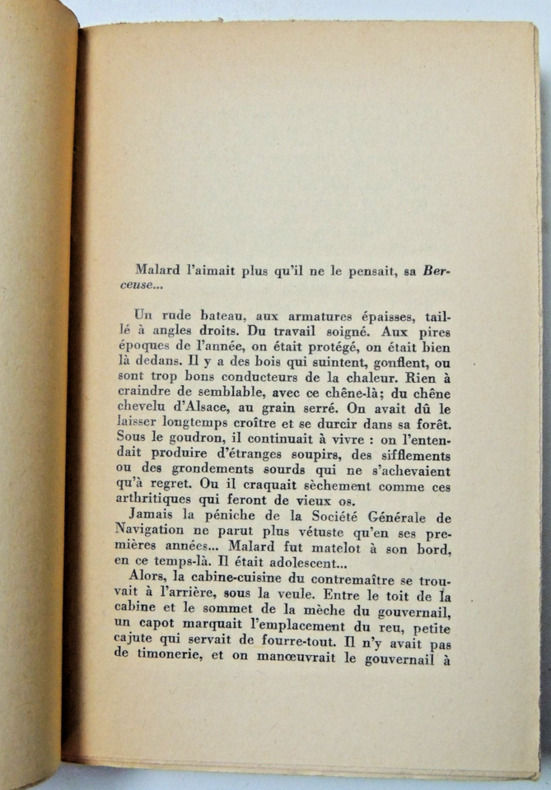 Malard l'aimait plus qu'il ne le pensait, sa Ber-
ceuse...
Un rude bateau, aux armatures épaisses, tail-
lé à angles droits. Du travail soigné. Aux pires
époques de l'année, on était protégé, on était bien
là dedans. Il y a des bois qui suintent, gonflent, ou
sont trop bons conducteurs de la chaleur. Rien à
craindre de semblable, avec ce chêne-là; du chêne
chevelu d'Alsace, au grain serré. On avait dû le
laisser longtemps croître et se durcir dans sa forêt.
Sous le goudron, il continuait à vivre : on l'enten-
dait produire d'étranges soupirs, des sifflements
ou des grondements sourds qui ne s'achevaient
qu'à regret. Ou il craquait sèchement comme ces
arthritiques qui feront de vieux os.
Jamais la péniche de la Société Générale de
Navigation ne parut plus vétuste qu'en ses pre-
mières années... Malard fut matelot à son bord,
en ce temps-là. Il était adolescent...
Alors, la cabine-cuisine du contremaître se trou-
vait à l'arrière, sous la veule. Entre le toit de la
cabine et le sommet de la mèche du gouvernail,
un capot marquait l'emplacement du reu, petite
cajute qui servait de fourre-tout. Il n'y avait pas
de timonerie, et on manœuvrait le gouvernail à